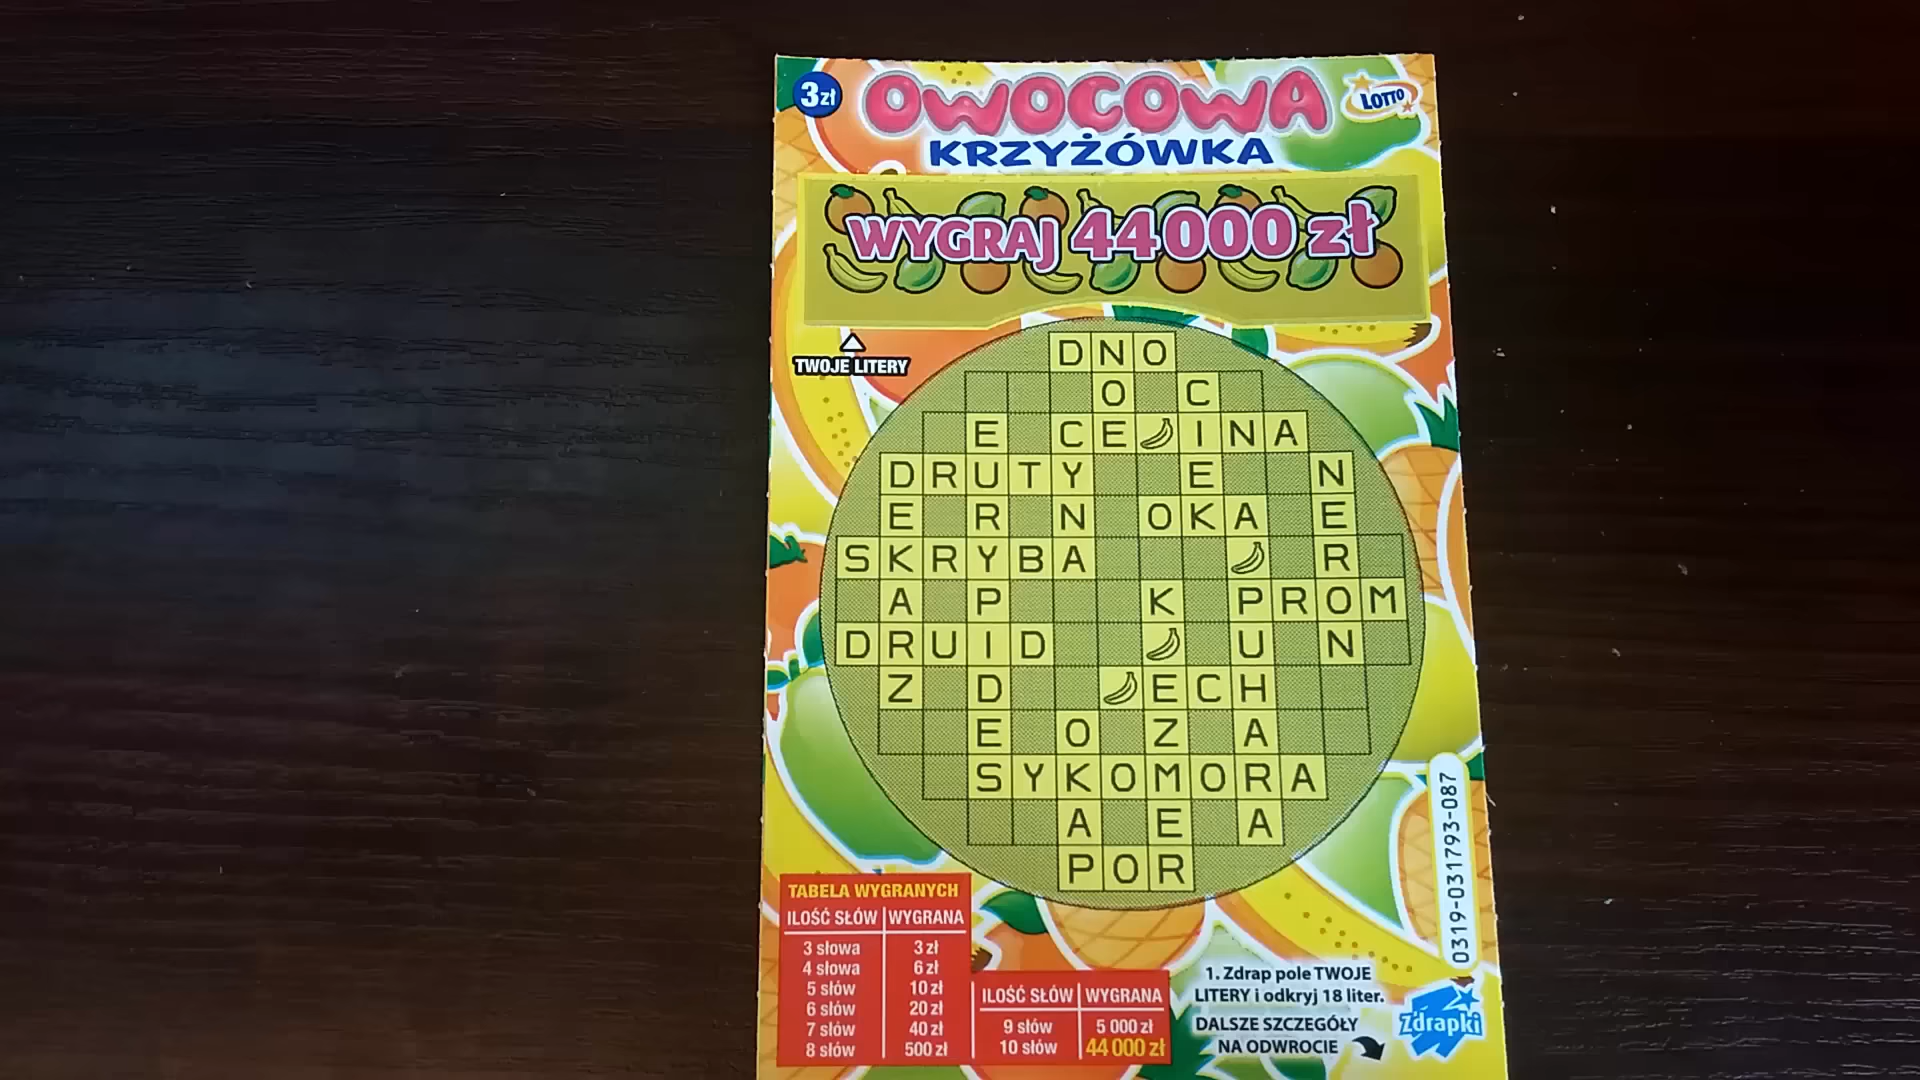 3zł
OWOCOWA
LOTTO
KRZYŻÓWKA
WYGRAJ 44000 zł
TWOJE LITERY
DNO
O C
E CE INA
DRUTY E N
E R N OKA E
SKRYBA R
A P K PROM
DRUID U N
Z D ECH
E O Z A
SYKOMORA
A E A
POR
TABELA WYGRANYCH
ILOŚĆ SŁÓW WYGRANA
3 słowa 3 zł
4 słowa 6 zł
5 słów 10 zł
6 słów 20 zł
7 słów 40 zł
8 słów 500 zł
ILOŚĆ SŁÓW WYGRANA
9 słów 5 000 zł
10 słów 44 000 zł
1. Zdrap pole TWOJE
LITERY i odkryj 18 liter.
DALSZE SZCZEGÓŁY
NA ODWROCIE
Zdrapki
0319-031793-087